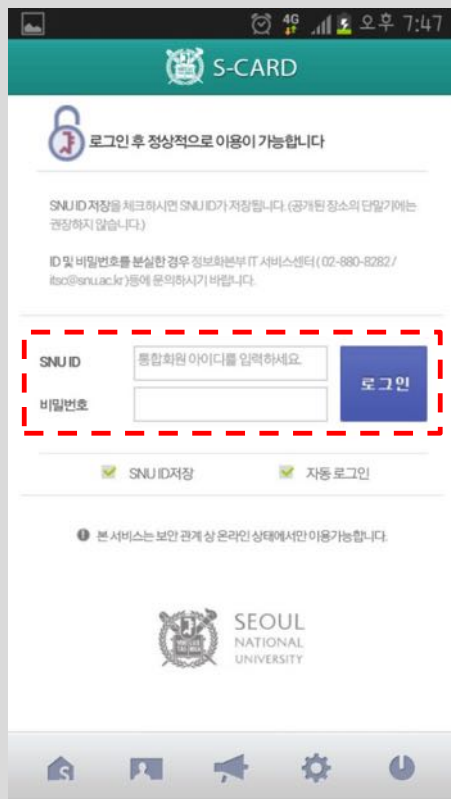 4G 오후 7:47
S-CARD
로그인 후 정상적으로 이용이 가능합니다
SNU ID 저장을 체크하시면 SNU ID가 저장됩니다. (공개된 장소의 단말기에는
권장하지 않습니다.)
ID 및 비밀번호를 분실한 경우 정보화본부 IT 서비스센터 ( 02-880-8282 /
itsc@snu.ac.kr )등에 문의하시기 바랍니다.
SNU ID 통합회원 아이디를 입력하세요.
로그인
비밀번호
SNU ID저장 자동 로그인
본 서비스는 보안 관계 상 온라인 상태에서만 이용가능합니다.
SEOUL
NATIONAL
UNIVERSITY